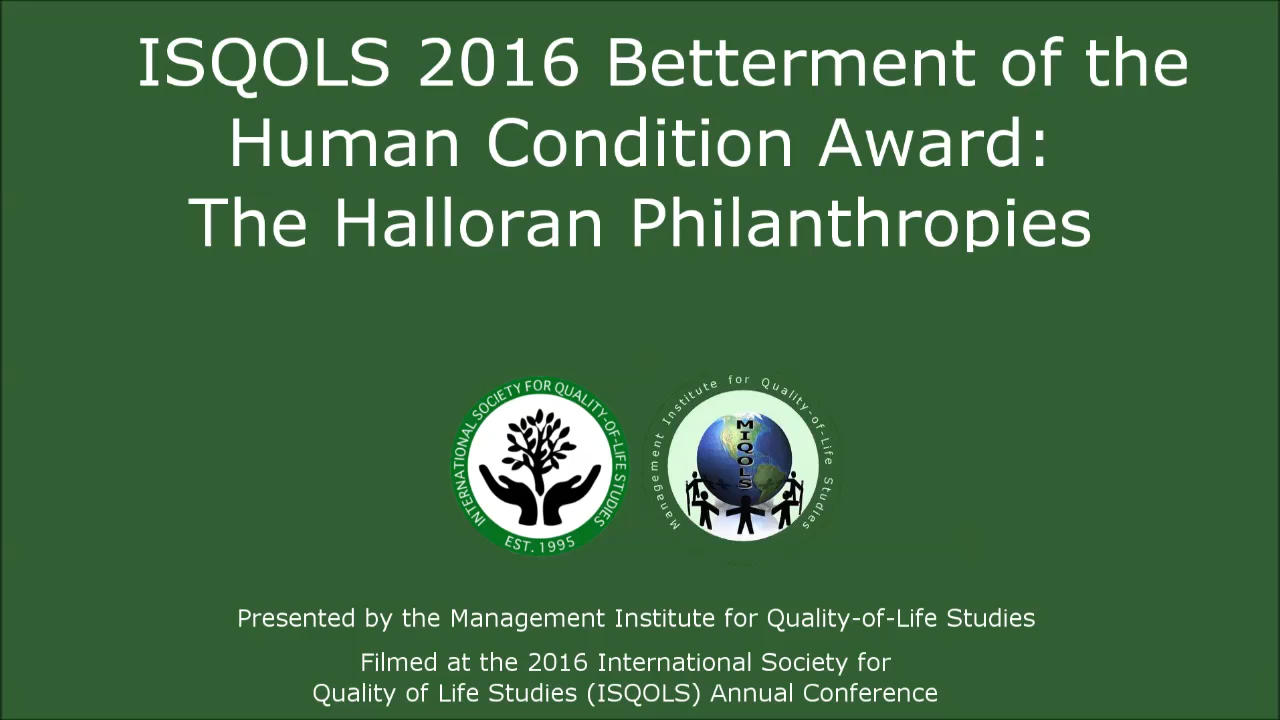 ISQOLS 2016 Betterment of the
Human Condition Award:
The Halloran Philanthropies
INTERNATIONAL SOCIETY FOR QUALITY-OF-LIFE STUDIES
EST. 1995
Management Institute for Quality-of-Life Studies
MIQOLS
Presented by the Management Institute for Quality-of-Life Studies
Filmed at the 2016 International Society for
Quality of Life Studies (ISQOLS) Annual Conference